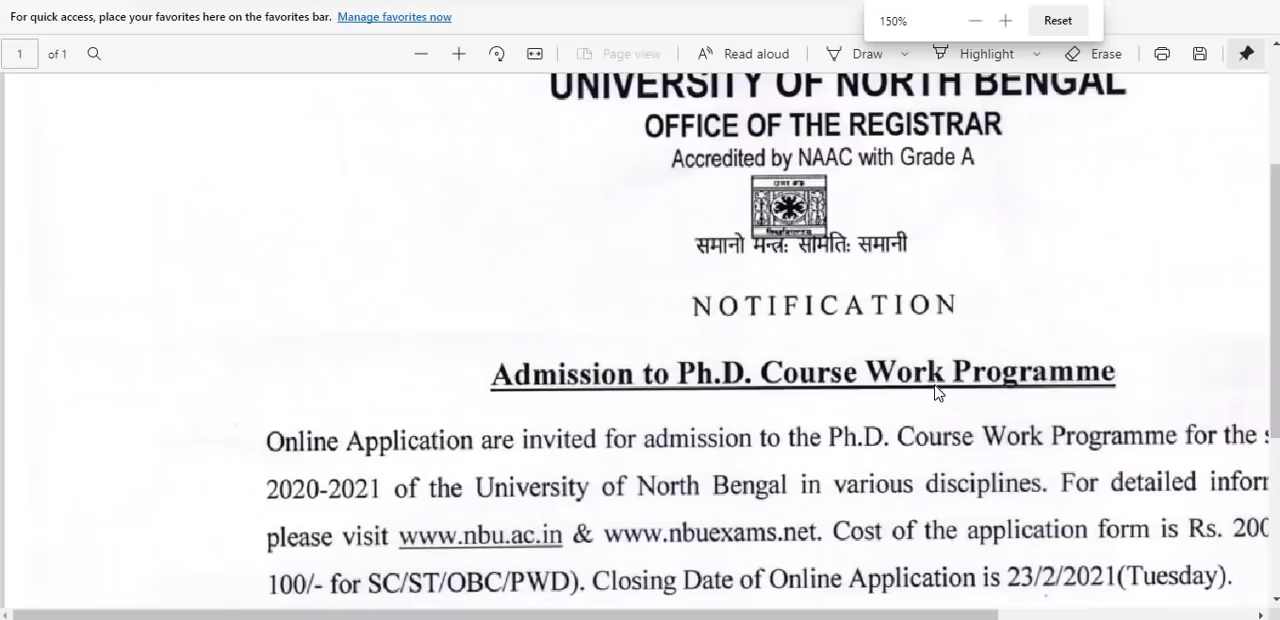 For quick access, place your favorites here on the favorites bar. Manage favorites now
150%
Reset
1 of 1
Page view
Read aloud
Draw
Highlight
Erase
UNIVERSITY OF NORTH BENGAL
OFFICE OF THE REGISTRAR
Accredited by NAAC with Grade A
समानो मन्त्रः समितिः समानी
NOTIFICATION
Admission to Ph.D. Course Work Programme
Online Application are invited for admission to the Ph.D. Course Work Programme for the
2020-2021 of the University of North Bengal in various disciplines. For detailed
please visit www.nbu.ac.in & www.nbuexams.net. Cost of the application form is Rs.
100/- for SC/ST/OBC/PWD). Closing Date of Online Application is 23/2/2021(Tuesday).